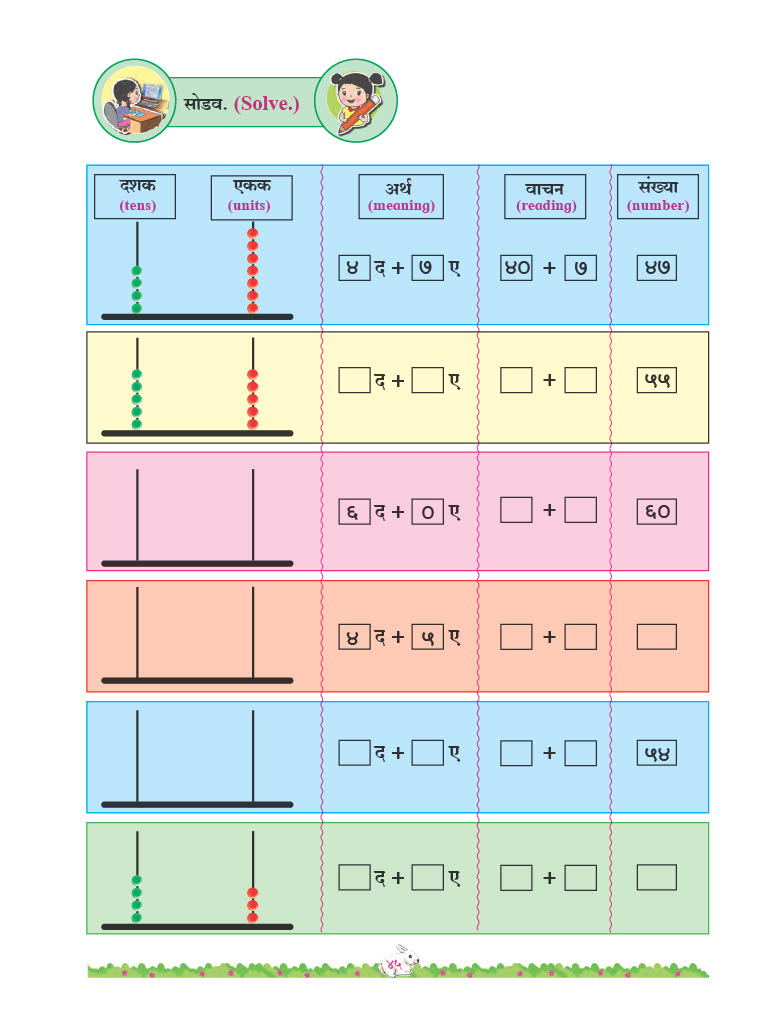 सोडव. (Solve.)
दशक एकक अर्थ वाचन संख्या
(tens) (units) (meaning) (reading) (number)
४ द + ७ ए ४० + ७ ४७
द + ए + ५५
६ द + ० ए + ६०
४ द + ५ ए +
द + ए + ५४
द + ए +
४५